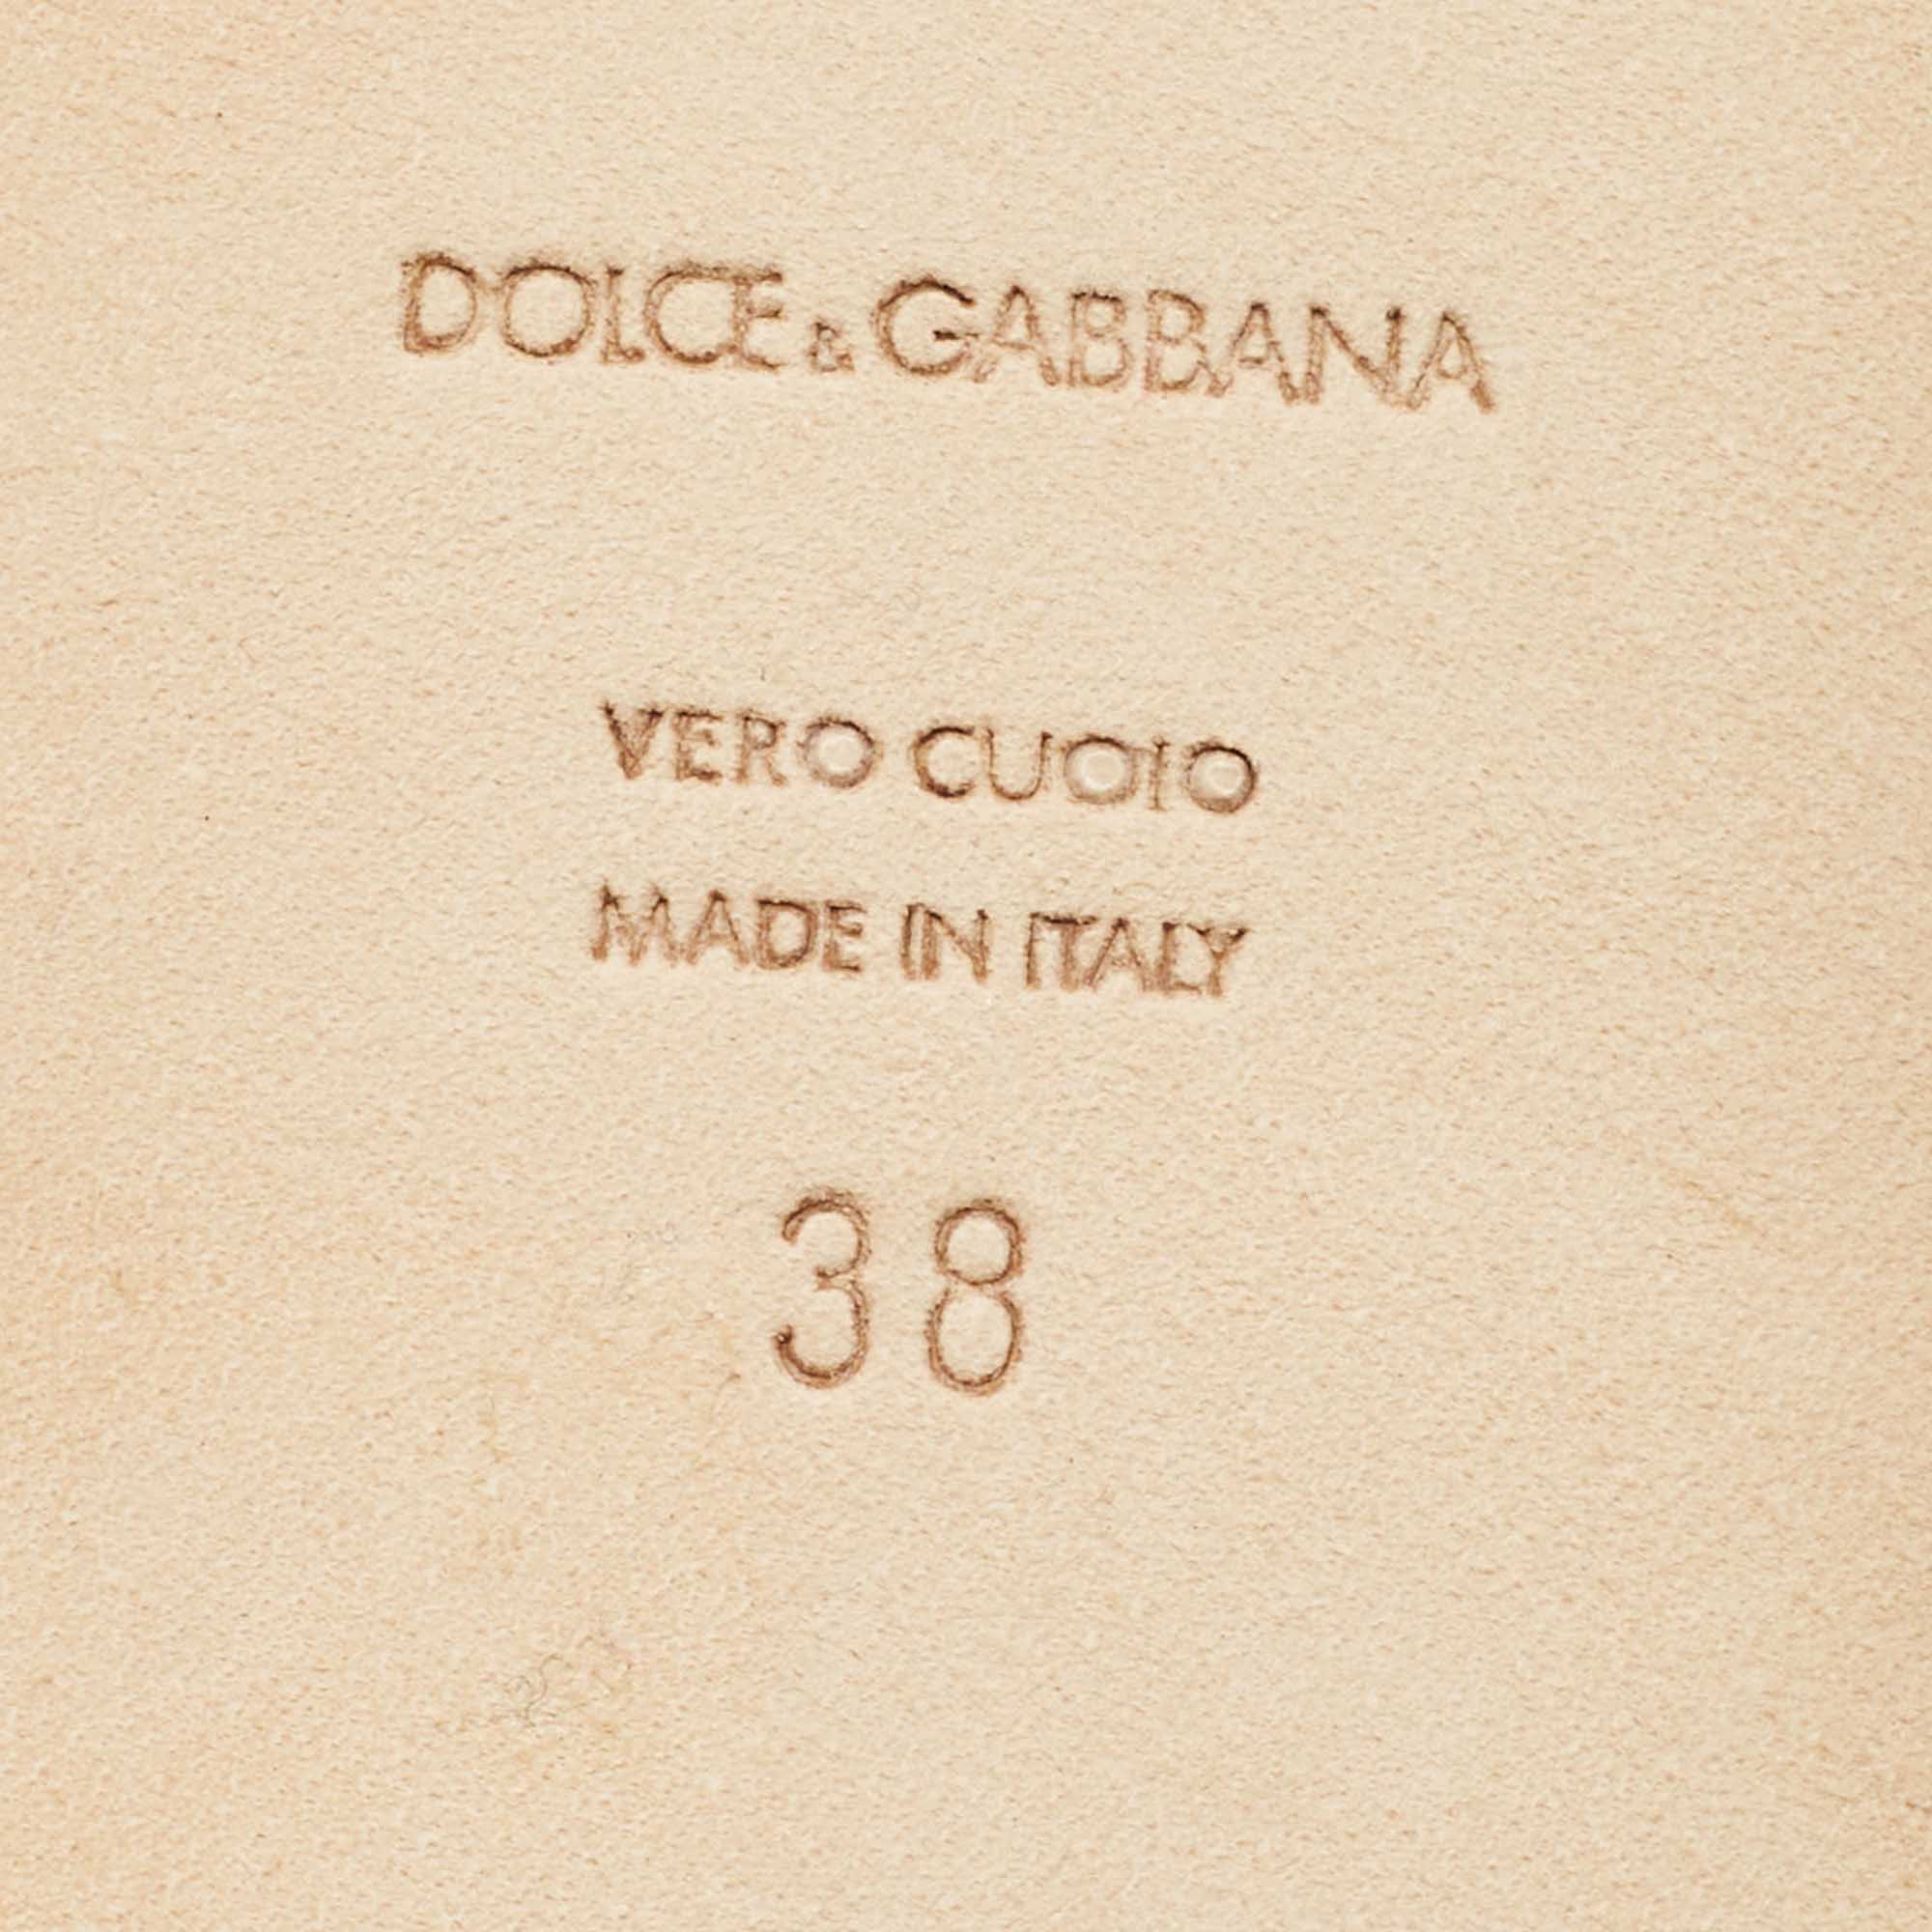 DOLCE & GABBANA
VERO CUOIO
MADE IN ITALY
38